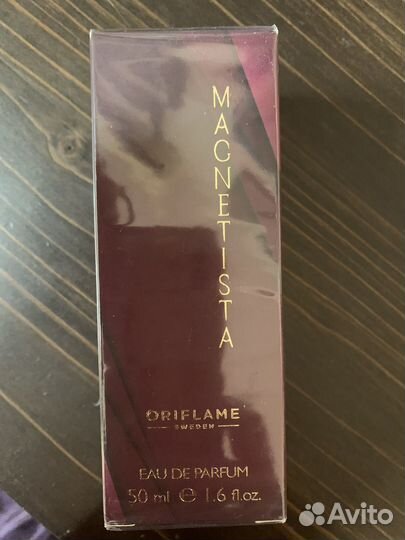 MAGNETISTA
ORIFLAME
SWEDEN
EAU DE PARFUM
50 ml ℮ 1.6 fl.oz.
Avito